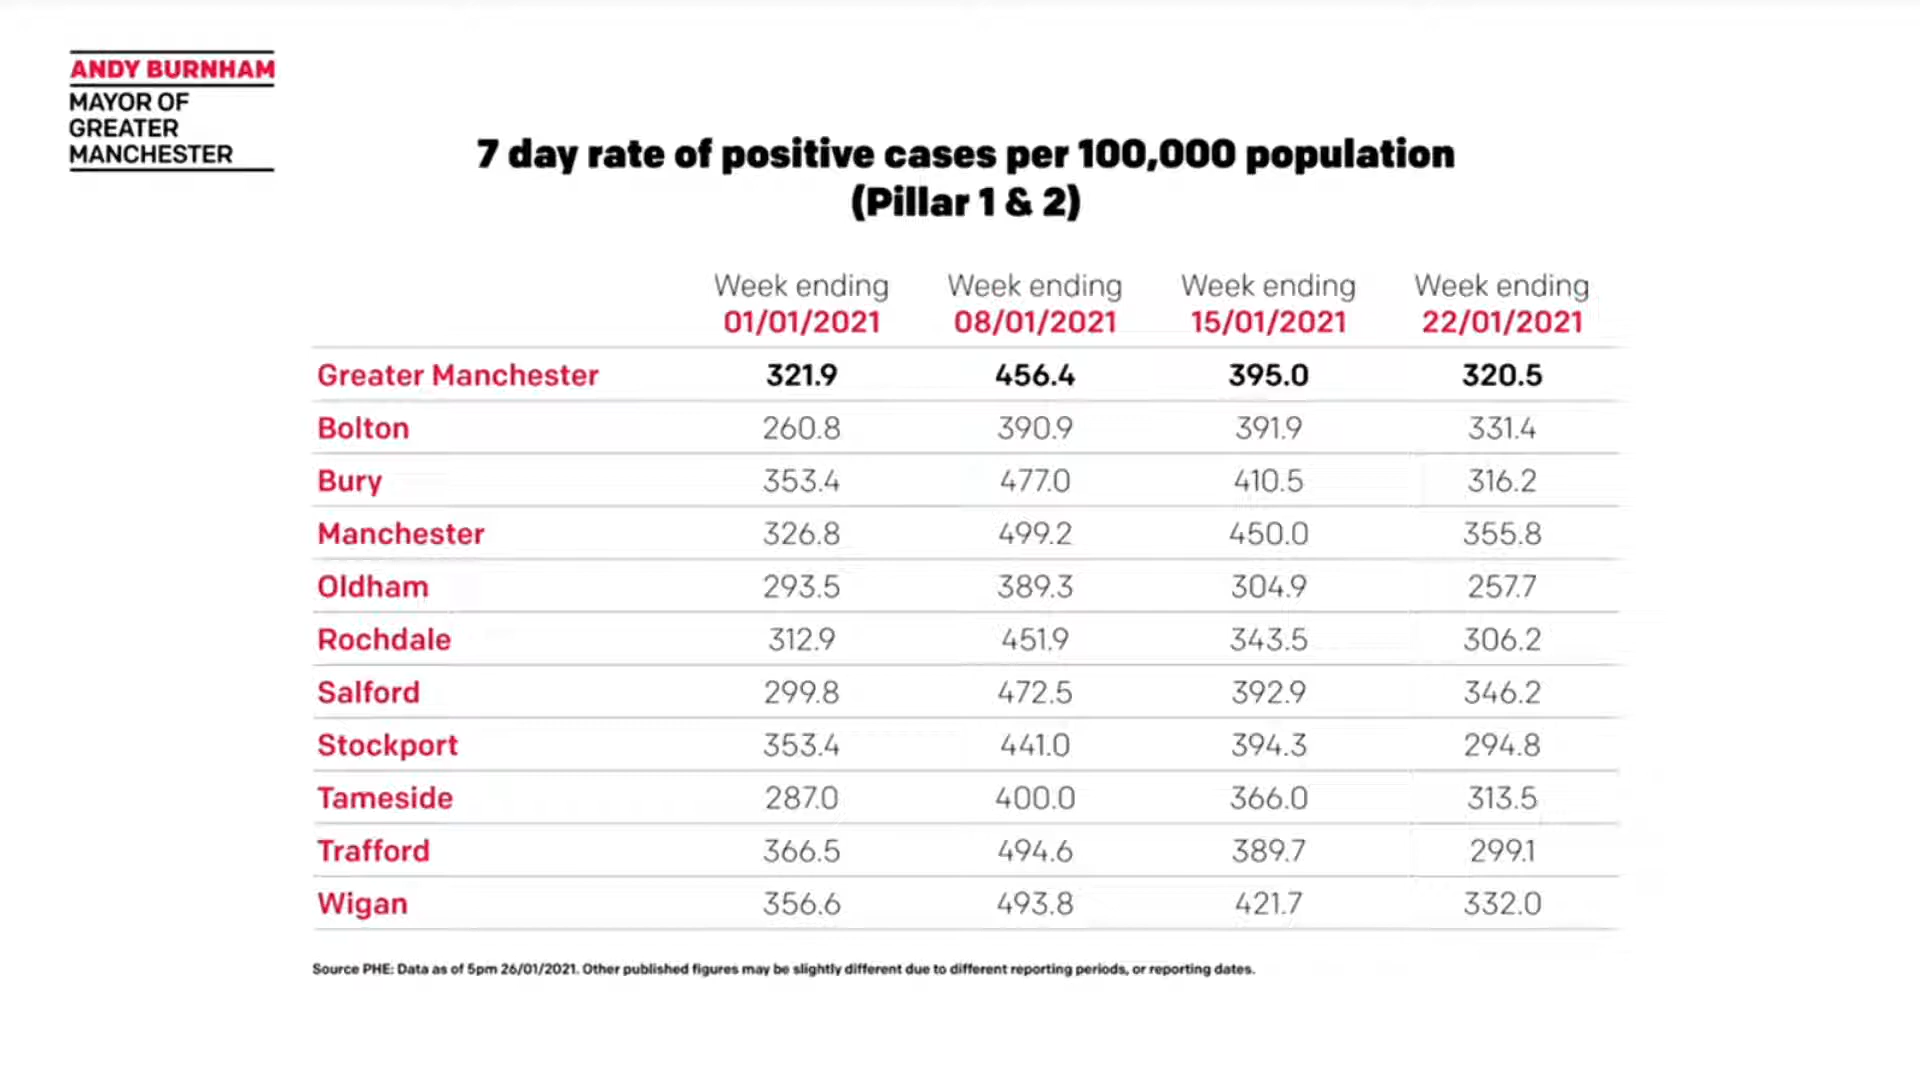 ANDY BURNHAM
MAYOR OF
GREATER
MANCHESTER
7 day rate of positive cases per 100,000 population
(Pillar 1 & 2)
Week ending Week ending Week ending Week ending
01/01/2021 08/01/2021 15/01/2021 22/01/2021
Greater Manchester 321.9 456.4 395.0 320.5
Bolton 260.8 390.9 391.9 331.4
Bury 353.4 477.0 410.5 316.2
Manchester 326.8 499.2 450.0 355.8
Oldham 293.5 389.3 304.9 257.7
Rochdale 312.9 451.9 343.5 306.2
Salford 299.8 472.5 392.9 346.2
Stockport 353.4 441.0 394.3 294.8
Tameside 287.0 400.0 366.0 313.5
Trafford 366.5 494.6 389.7 299.1
Wigan 356.6 493.8 421.7 332.0
Source PHE: Data as of 5pm 26/01/2021. Other published figures may be slightly different due to different reporting periods, or reporting dates.